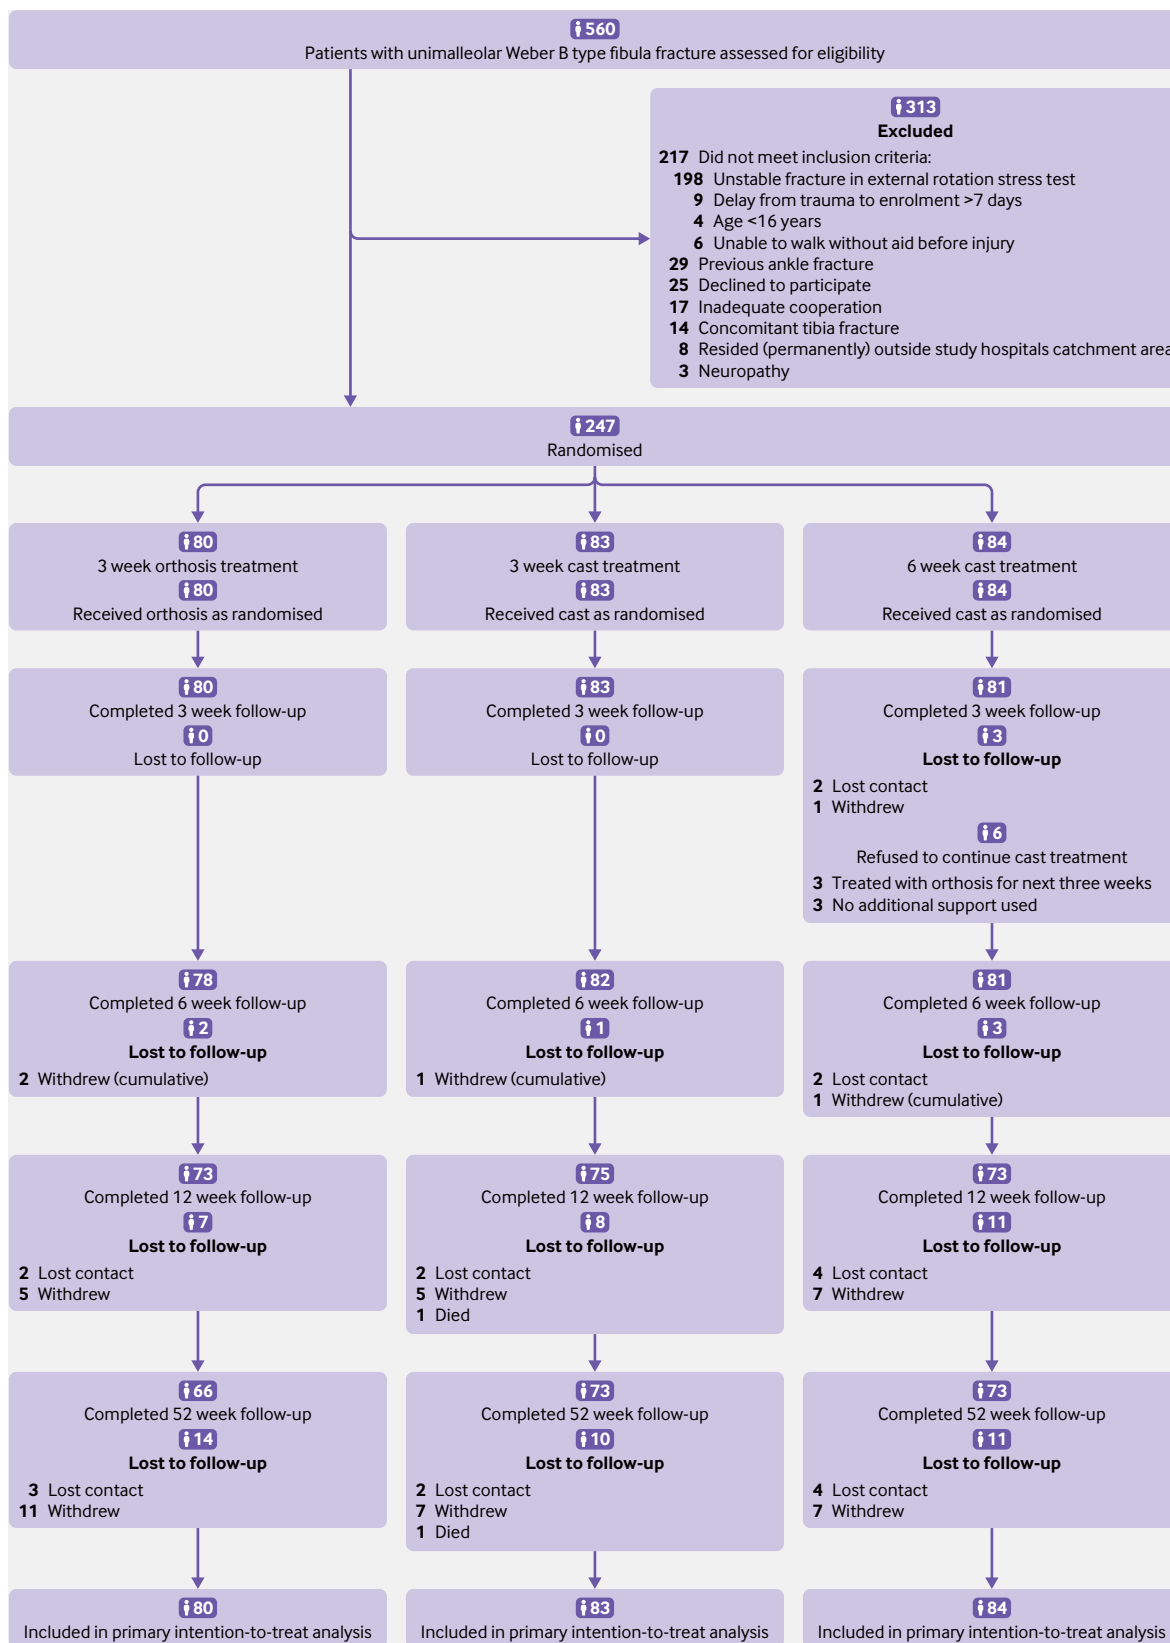 560
Patients with unimalleolar Weber B type fibula fracture assessed for eligibility
313
Excluded
217 Did not meet inclusion criteria:
198 Unstable fracture in external rotation stress test
9 Delay from trauma to enrolment >7 days
4 Age <16 years
6 Unable to walk without aid before injury
29 Previous ankle fracture
25 Declined to participate
17 Inadequate cooperation
14 Concomitant tibia fracture
8 Resided (permanently) outside study hospitals catchment area
3 Neuropathy
247
Randomised
80
3 week orthosis treatment
80
Received orthosis as randomised
83
3 week cast treatment
83
Received cast as randomised
84
6 week cast treatment
84
Received cast as randomised
80
Completed 3 week follow-up
0
Lost to follow-up
83
Completed 3 week follow-up
0
Lost to follow-up
81
Completed 3 week follow-up
3
Lost to follow-up
2 Lost contact
1 Withdrew
6
Refused to continue cast treatment
3 Treated with orthosis for next three weeks
3 No additional support used
78
Completed 6 week follow-up
2
Lost to follow-up
2 Withdrew (cumulative)
82
Completed 6 week follow-up
1
Lost to follow-up
1 Withdrew (cumulative)
81
Completed 6 week follow-up
3
Lost to follow-up
2 Lost contact
1 Withdrew (cumulative)
73
Completed 12 week follow-up
7
Lost to follow-up
2 Lost contact
5 Withdrew
75
Completed 12 week follow-up
8
Lost to follow-up
2 Lost contact
5 Withdrew
1 Died
73
Completed 12 week follow-up
11
Lost to follow-up
4 Lost contact
7 Withdrew
66
Completed 52 week follow-up
14
Lost to follow-up
3 Lost contact
11 Withdrew
73
Completed 52 week follow-up
10
Lost to follow-up
2 Lost contact
7 Withdrew
1 Died
73
Completed 52 week follow-up
11
Lost to follow-up
4 Lost contact
7 Withdrew
80
Included in primary intention-to-treat analysis
83
Included in primary intention-to-treat analysis
84
Included in primary intention-to-treat analysis